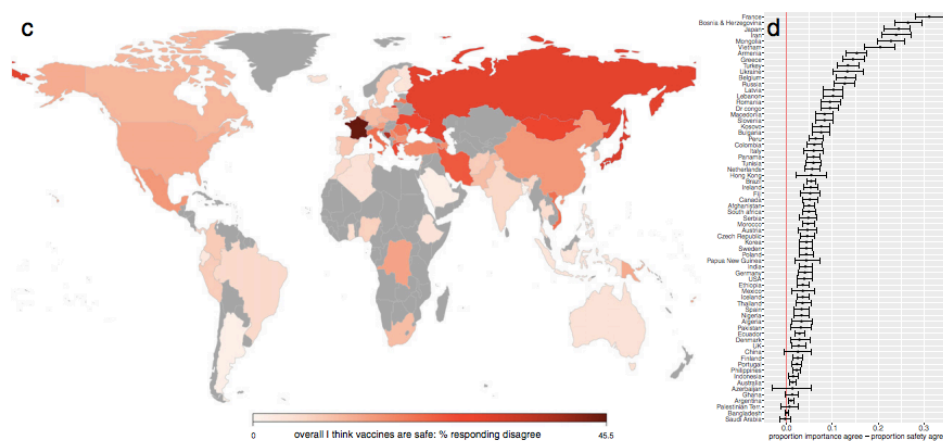 c
d
France
Bosnia & Herzegovina
Japan
Iran
Mongolia
Vietnam
Armenia
Greece
Turkey
Ukraine
Belgium
Russia
Latvia
Lebanon
Romania
Dr congo
Macedonia
Slovenia
Kosovo
Bulgaria
Peru
Colombia
Italy
Panama
Tunisia
Netherlands
Hong Kong
Brazil
Ireland
Fiji
Canada
Afghanistan
South africa
Serbia
Morocco
Austria
Czech Republic
Korea
Sweden
Poland
Papua New Guinea
India
Germany
USA
Ethiopia
Mexico
Iceland
Thailand
Spain
Nigeria
Algeria
Pakistan
Ecuador
Denmark
UK
China
Finland
Portugal
Philippines
Indonesia
Australia
Azerbaijan
Ghana
Argentina
Palestinian Terr.
Bangladesh
Saudi Arabia
0.0 0.1 0.2 0.3
proportion importance agree − proportion safety agre
0 overall I think vaccines are safe: % responding disagree 45.5